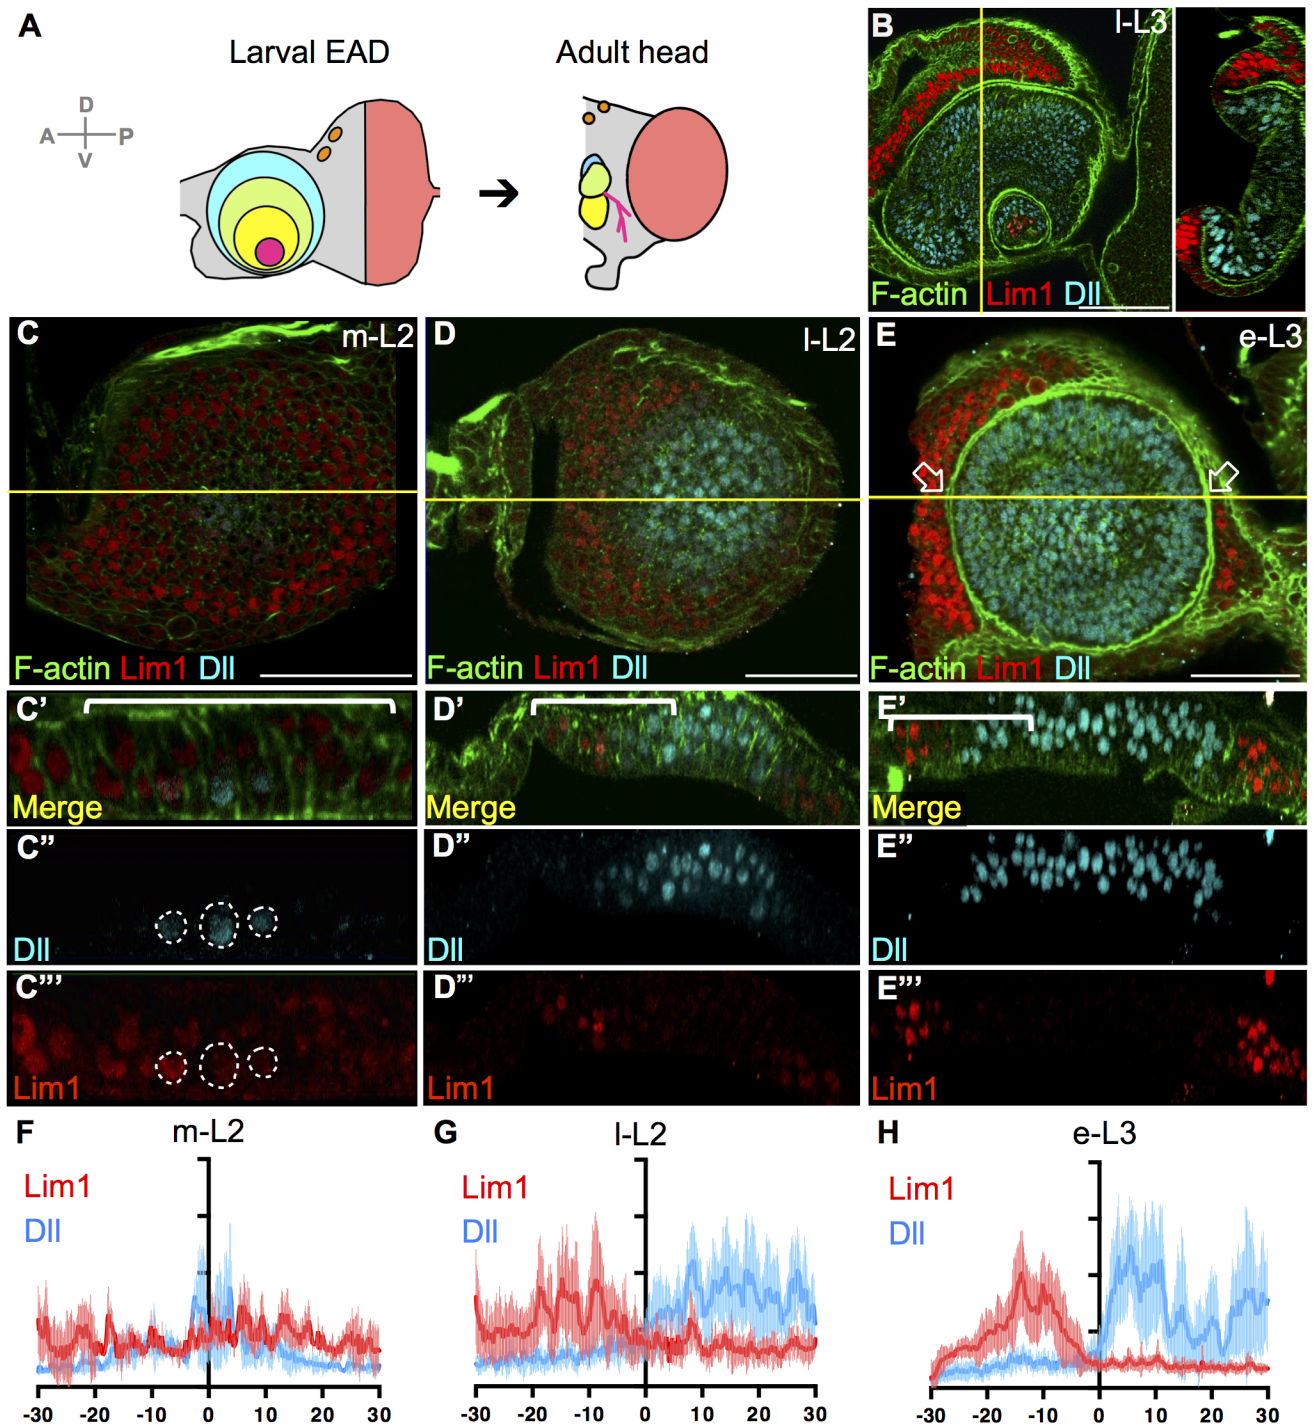 A
Larval EAD
Adult head
D
A P
V
B
l-L3
F-actin Lim1 Dll
C
m-L2
F-actin Lim1 Dll
D
l-L2
F-actin Lim1 Dll
E
e-L3
F-actin Lim1 Dll
C’
Merge
D’
Merge
E’
Merge
C’’
Dll
D’’
Dll
E’’
Dll
C’’’
Lim1
D’’’
Lim1
E’’’
Lim1
F
m-L2
Lim1
Dll
-30 -20 -10 0 10 20 30
G
l-L2
Lim1
Dll
-30 -20 -10 0 10 20 30
H
e-L3
Lim1
Dll
-30 -20 -10 0 10 20 30